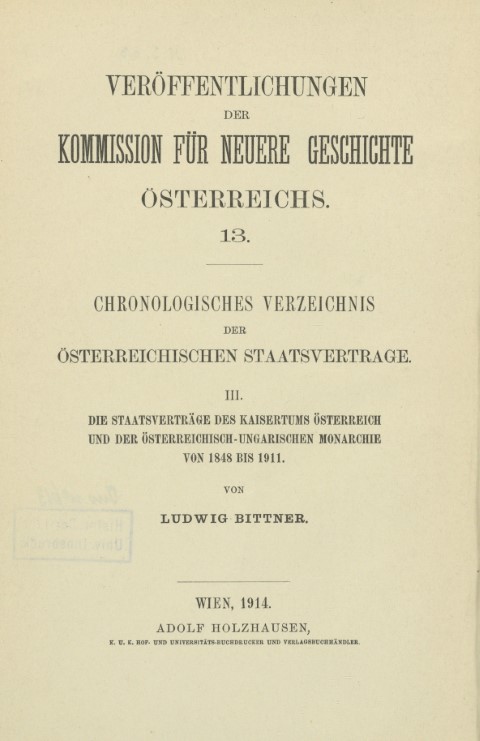 VERÖFFENTLICHUNGEN
DER
KOMMISSION FÜR NEUERE GESCHICHTE
ÖSTERREICHS.
13.
CHRONOLOGISCHES VERZEICHNIS
DER
ÖSTERREICHISCHEN STAATSVERTRAGE.
III.
DIE STAATSVERTRÄGE DES KAISERTUMS ÖSTERREICH
UND DER ÖSTERREICHISCH-UNGARISCHEN MONARCHIE
VON 1848 BIS 1911.
VON
LUDWIG BITTNER.
WIEN, 1914.
ADOLF HOLZHAUSEN,
K. U. K. HOF- UND UNIVERSITÄTS-BUCHDRUCKER UND VERLAGSBUCHHÄNDLER.